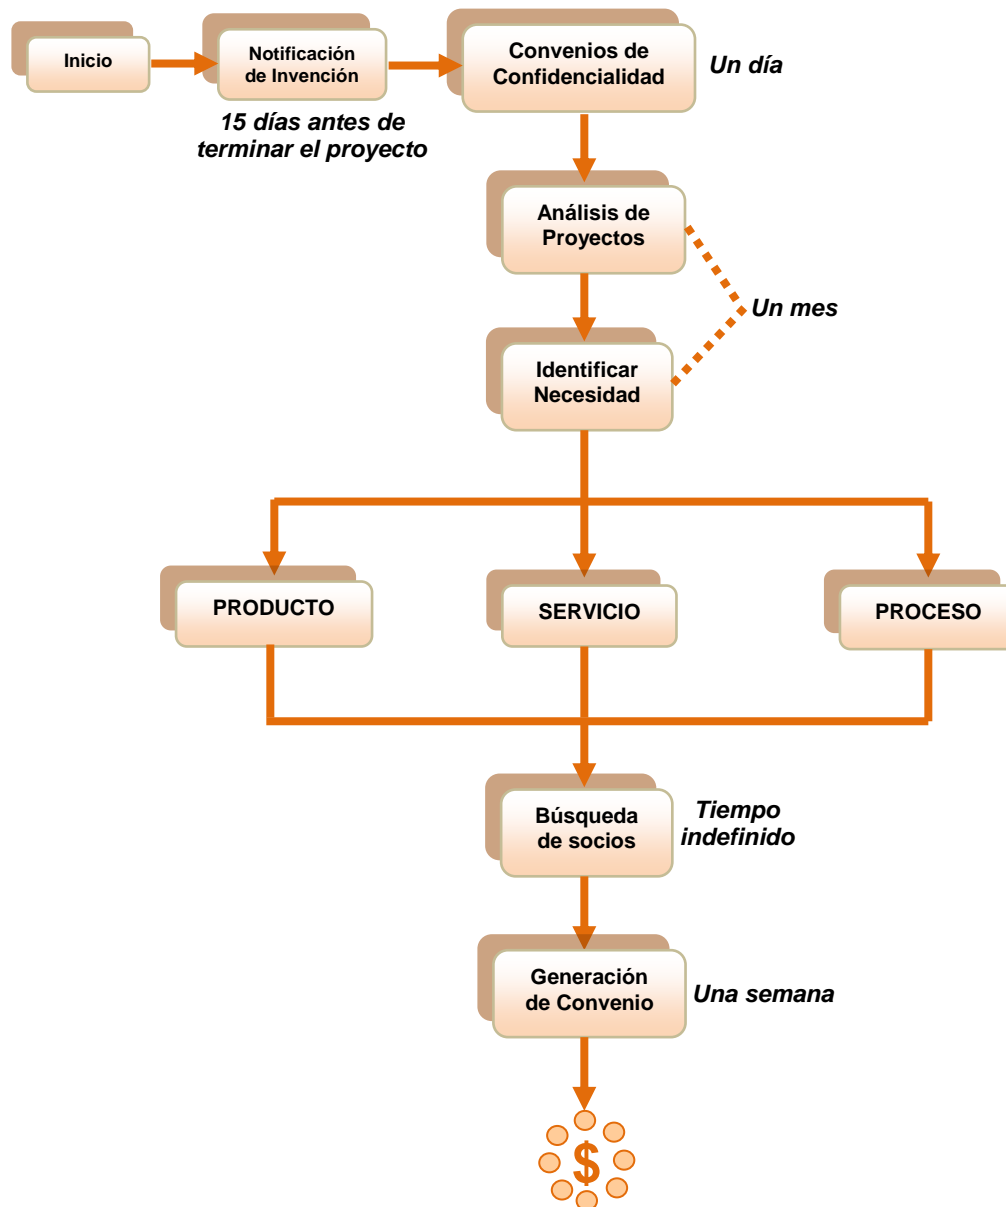 Inicio
Notificación
de Invención
Convenios de
Confidencialidad
Un día
15 días antes de
terminar el proyecto
Análisis de
Proyectos
Un mes
Identificar
Necesidad
PRODUCTO
SERVICIO
PROCESO
Búsqueda
de socios
Tiempo
indefinido
Generación
de Convenio
Una semana
$